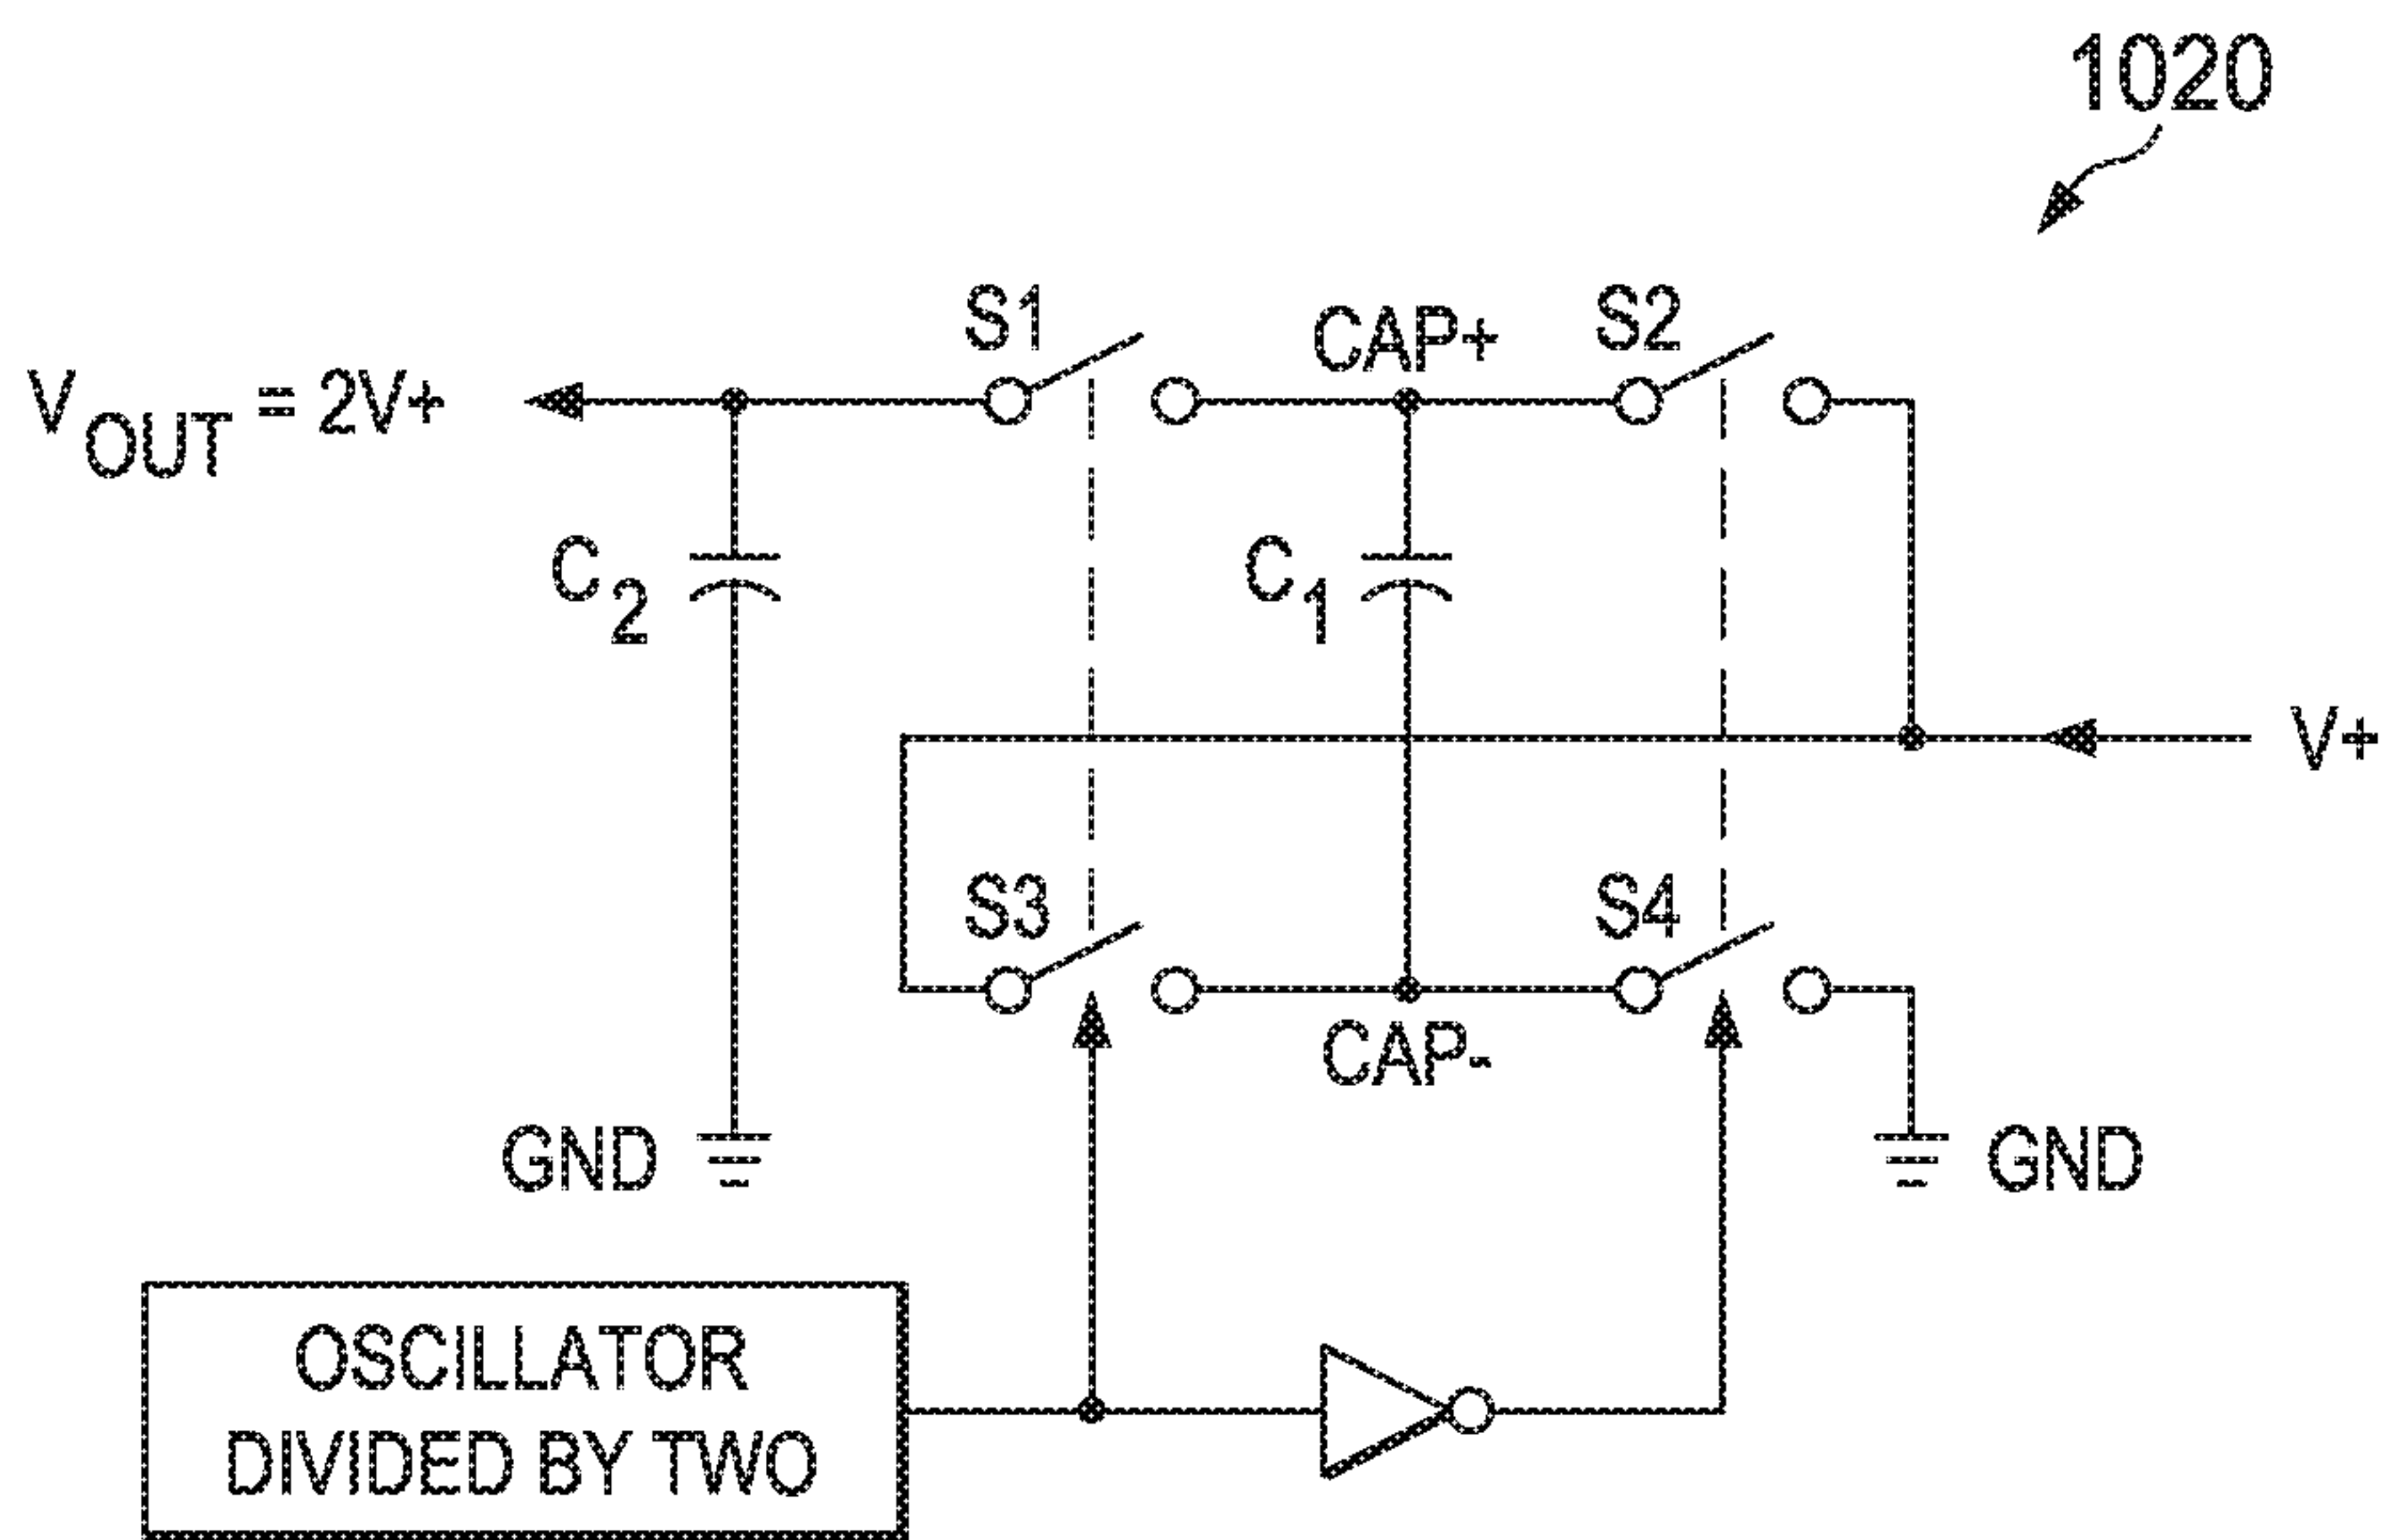 1020
S1
CAP+
S2
VOUT = 2V+
C2
C1
V+
S3
S4
CAP-
GND
GND
OSCILLATOR
DIVIDED BY TWO